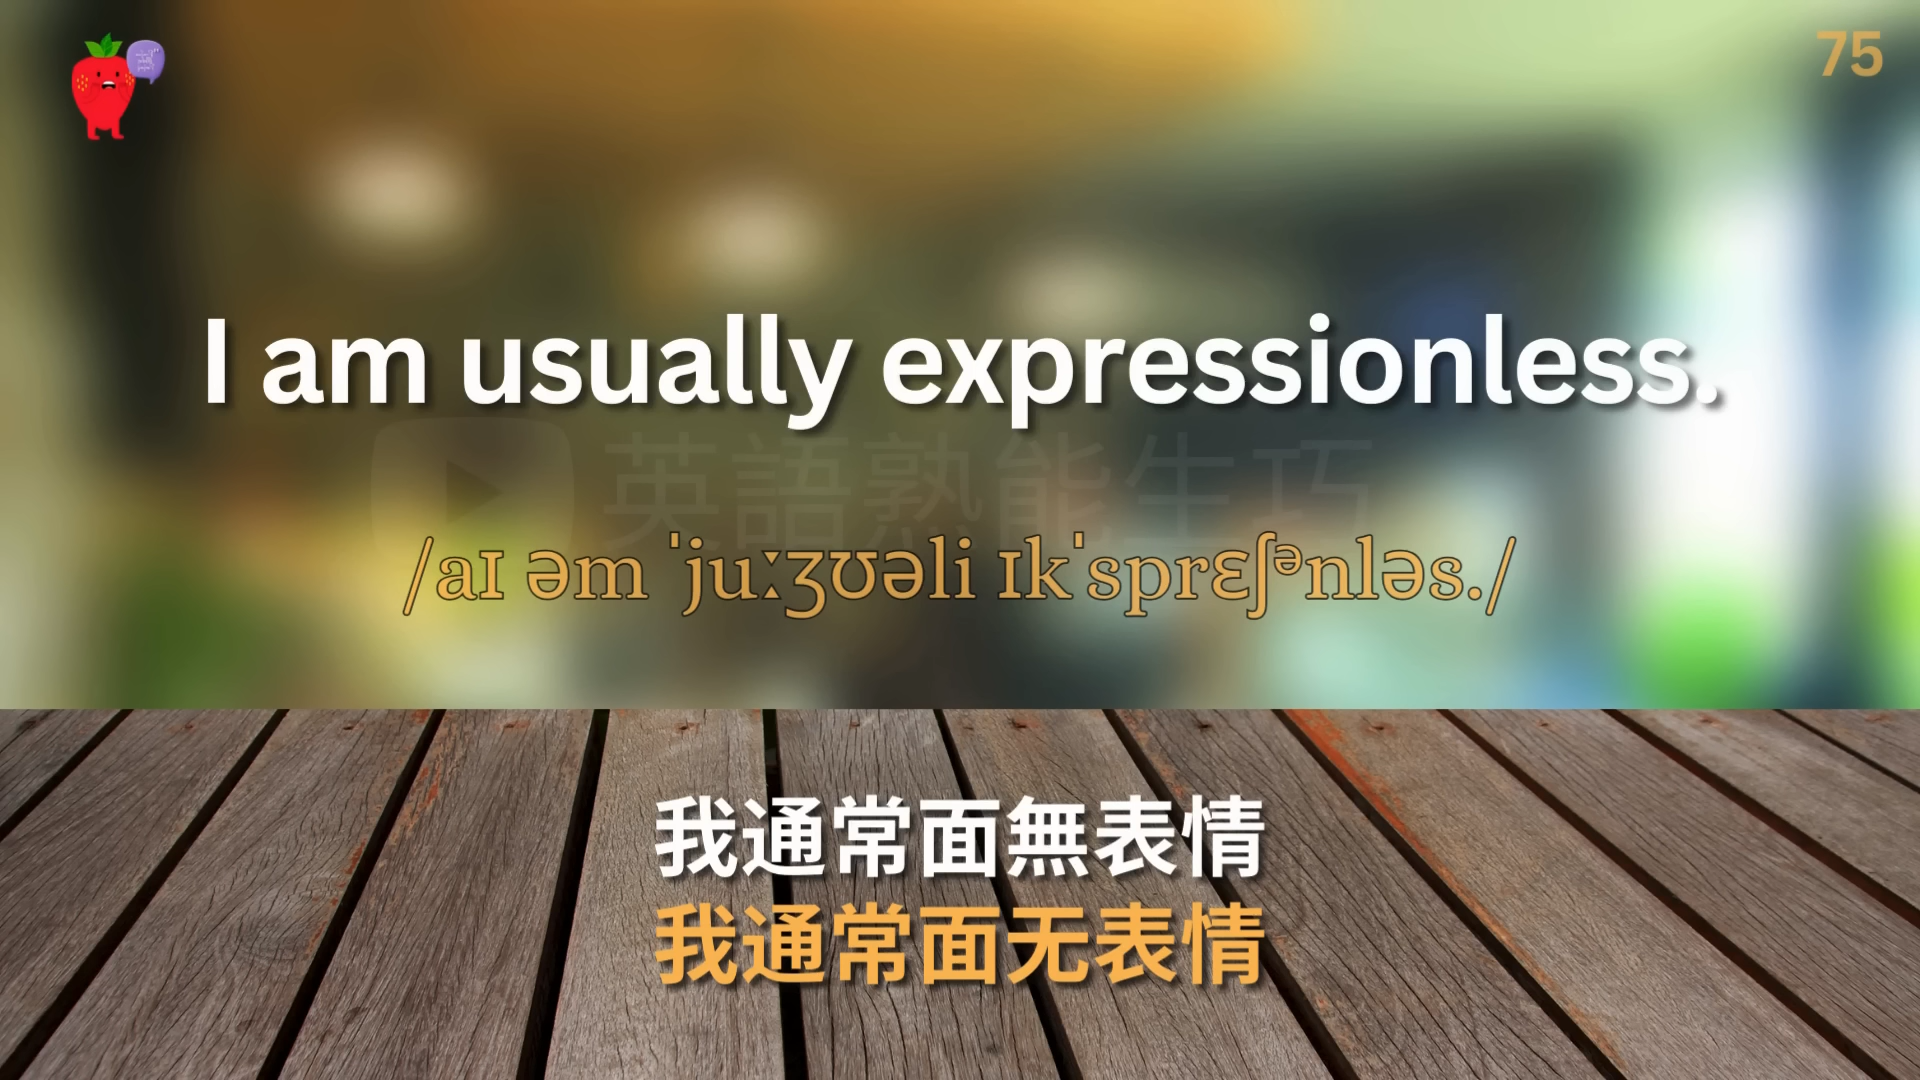 75
I am usually expressionless.
英語熟能生巧
/aɪ əm ˈjuːʒʊəli ɪkˈsprɛʃᵊnləs./
我通常面無表情
我通常面无表情